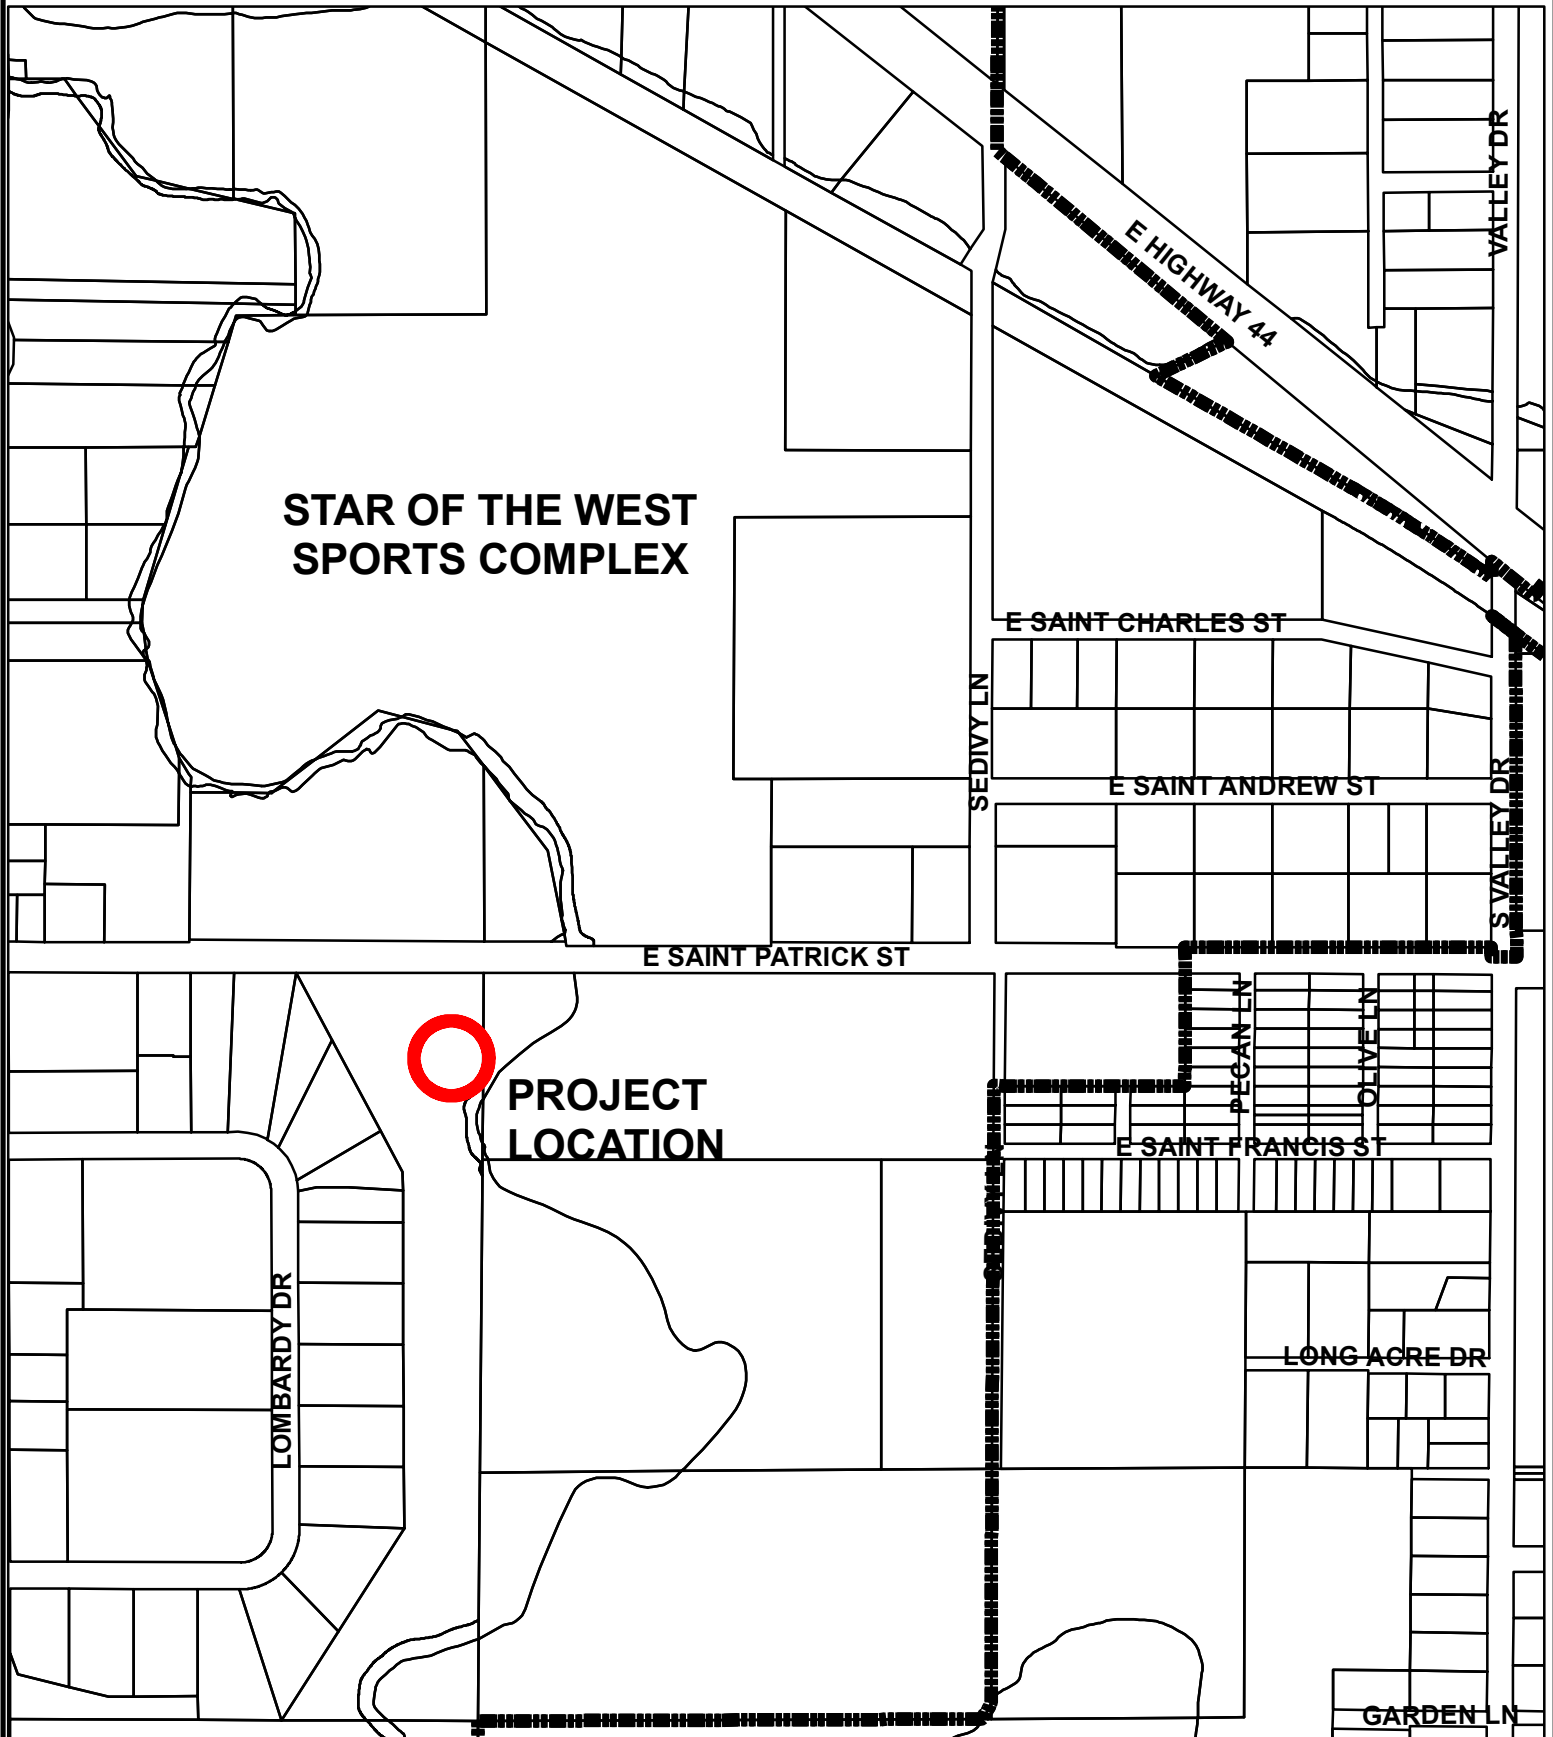 VALLEY DR
E HIGHWAY 44
STAR OF THE WEST
SPORTS COMPLEX
E SAINT CHARLES ST
SEDIVY LN
E SAINT ANDREW ST
S VALLEY DR
E SAINT PATRICK ST
PECAN LN
OLIVE LN
PROJECT
LOCATION
E SAINT FRANCIS ST
LOMBARDY DR
LONG ACRE DR
GARDEN LN